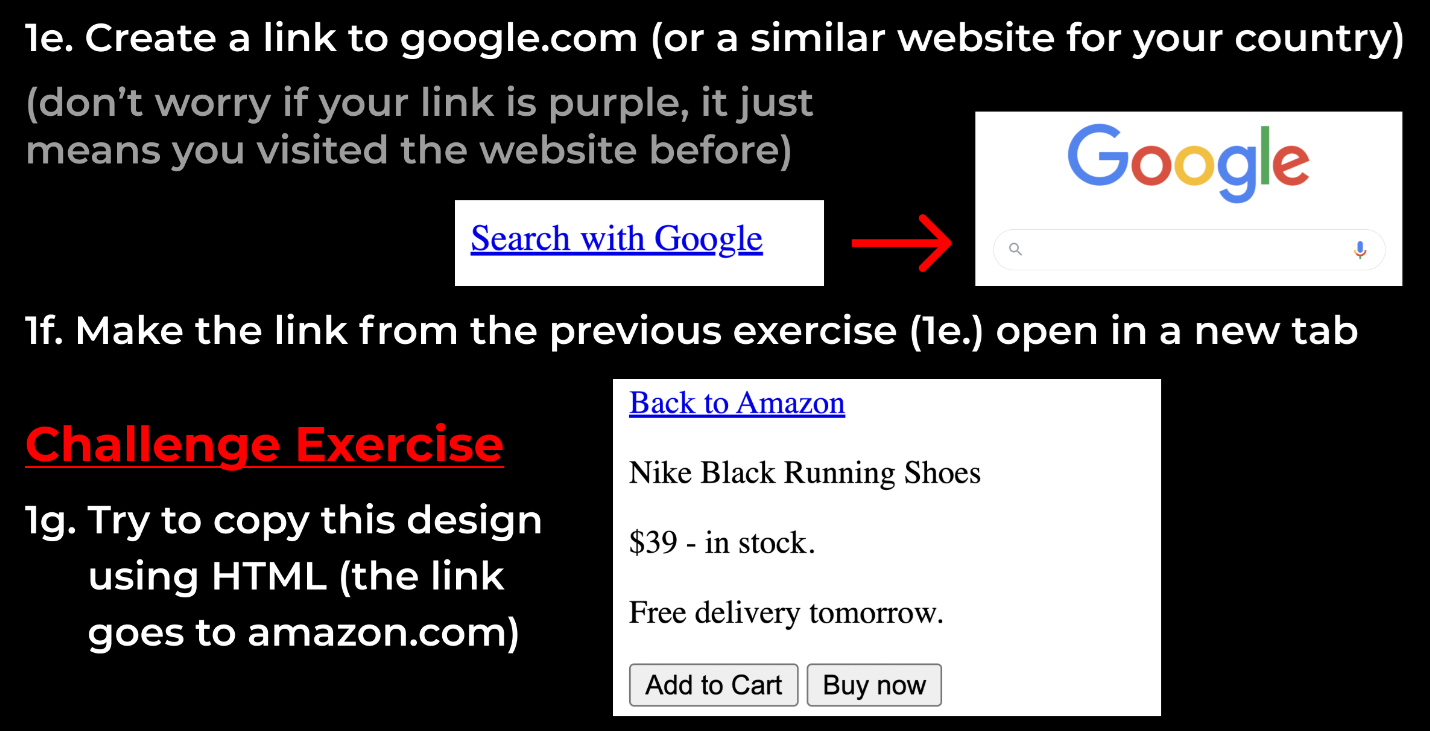 1e. Create a link to google.com (or a similar website for your country)
(don’t worry if your link is purple, it just
means you visited the website before)
Search with Google
Google
1f. Make the link from the previous exercise (1e.) open in a new tab
Challenge Exercise
1g. Try to copy this design
using HTML (the link
goes to amazon.com)
Back to Amazon
Nike Black Running Shoes
$39 - in stock.
Free delivery tomorrow.
Add to Cart
Buy now